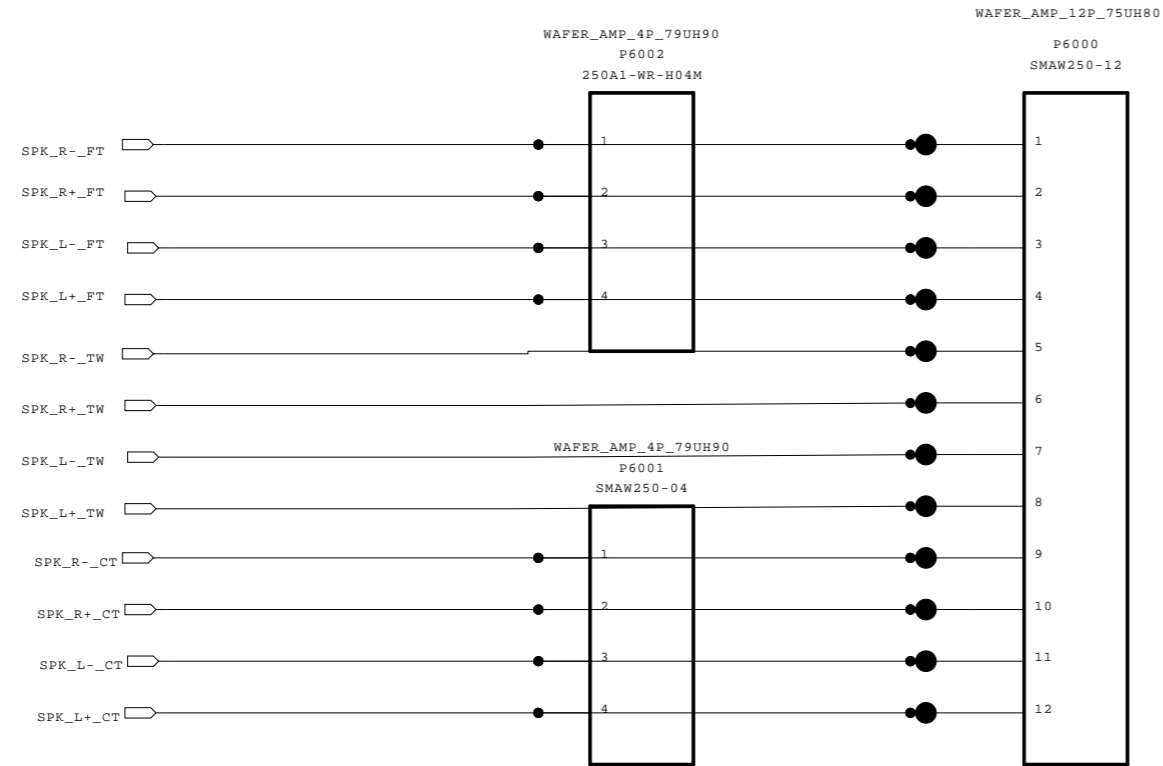 WAFER_AMP_12P_75UH80
P6000
SMAW250-12
WAFER_AMP_4P_79UH90
P6002
250A1-WR-H04M
SPK_R-_FT 1 1
SPK_R+_FT 2 2
SPK_L-_FT 3 3
SPK_L+_FT 4 4
SPK_R-_TW 5
SPK_R+_TW 6
SPK_L-_TW 7
WAFER_AMP_4P_79UH90
P6001
SMAW250-04
SPK_L+_TW 8
SPK_R-_CT 1 9
SPK_R+_CT 2 10
SPK_L-_CT 3 11
SPK_L+_CT 4 12